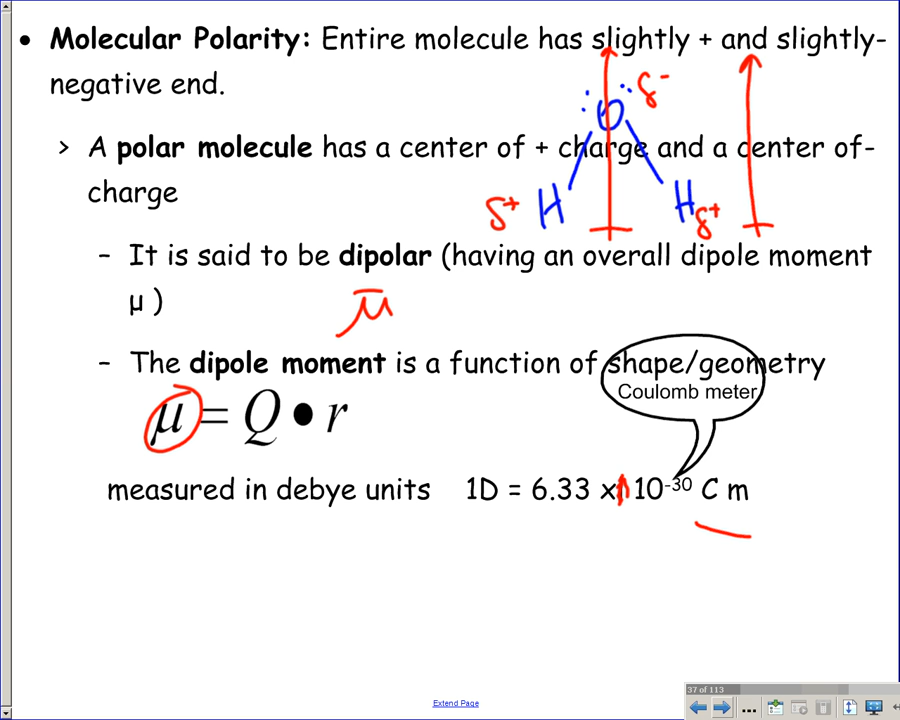 • Molecular Polarity: Entire molecule has slightly + and slightly-
negative end.
:O: δ-
> A polar molecule has a center of + charge and a center of-
charge
δ+ H H δ+
- It is said to be dipolar (having an overall dipole moment
μ )
μ
- The dipole moment is a function of shape/geometry
Coulomb meter
μ = Q • r
measured in debye units 1D = 6.33 x 10-30 C m
Extend Page
37 of 113